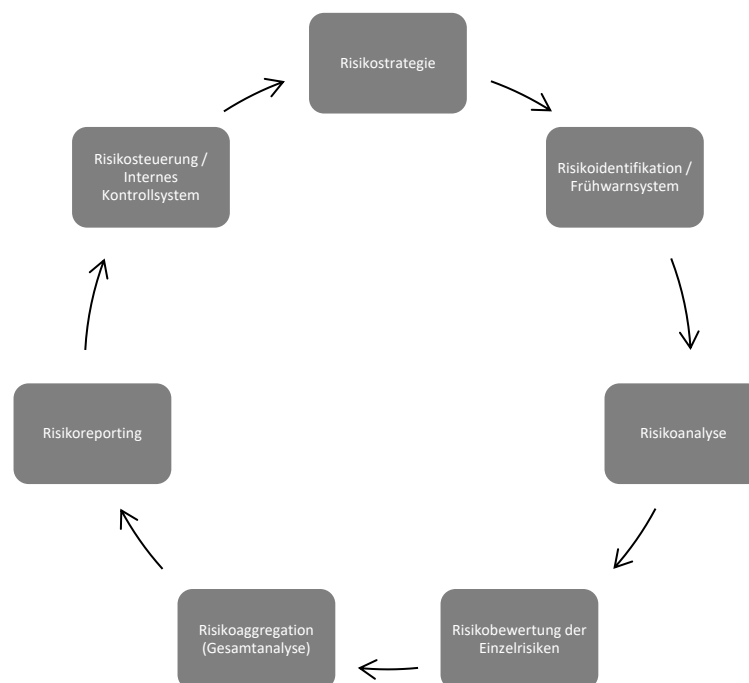 Risikostrategie
Risikoidentifikation /
Frühwarnsystem
Risikoanalyse
Risikobewertung der
Einzelrisiken
Risikoaggregation
(Gesamtanalyse)
Risikoreporting
Risikosteuerung /
Internes
Kontrollsystem